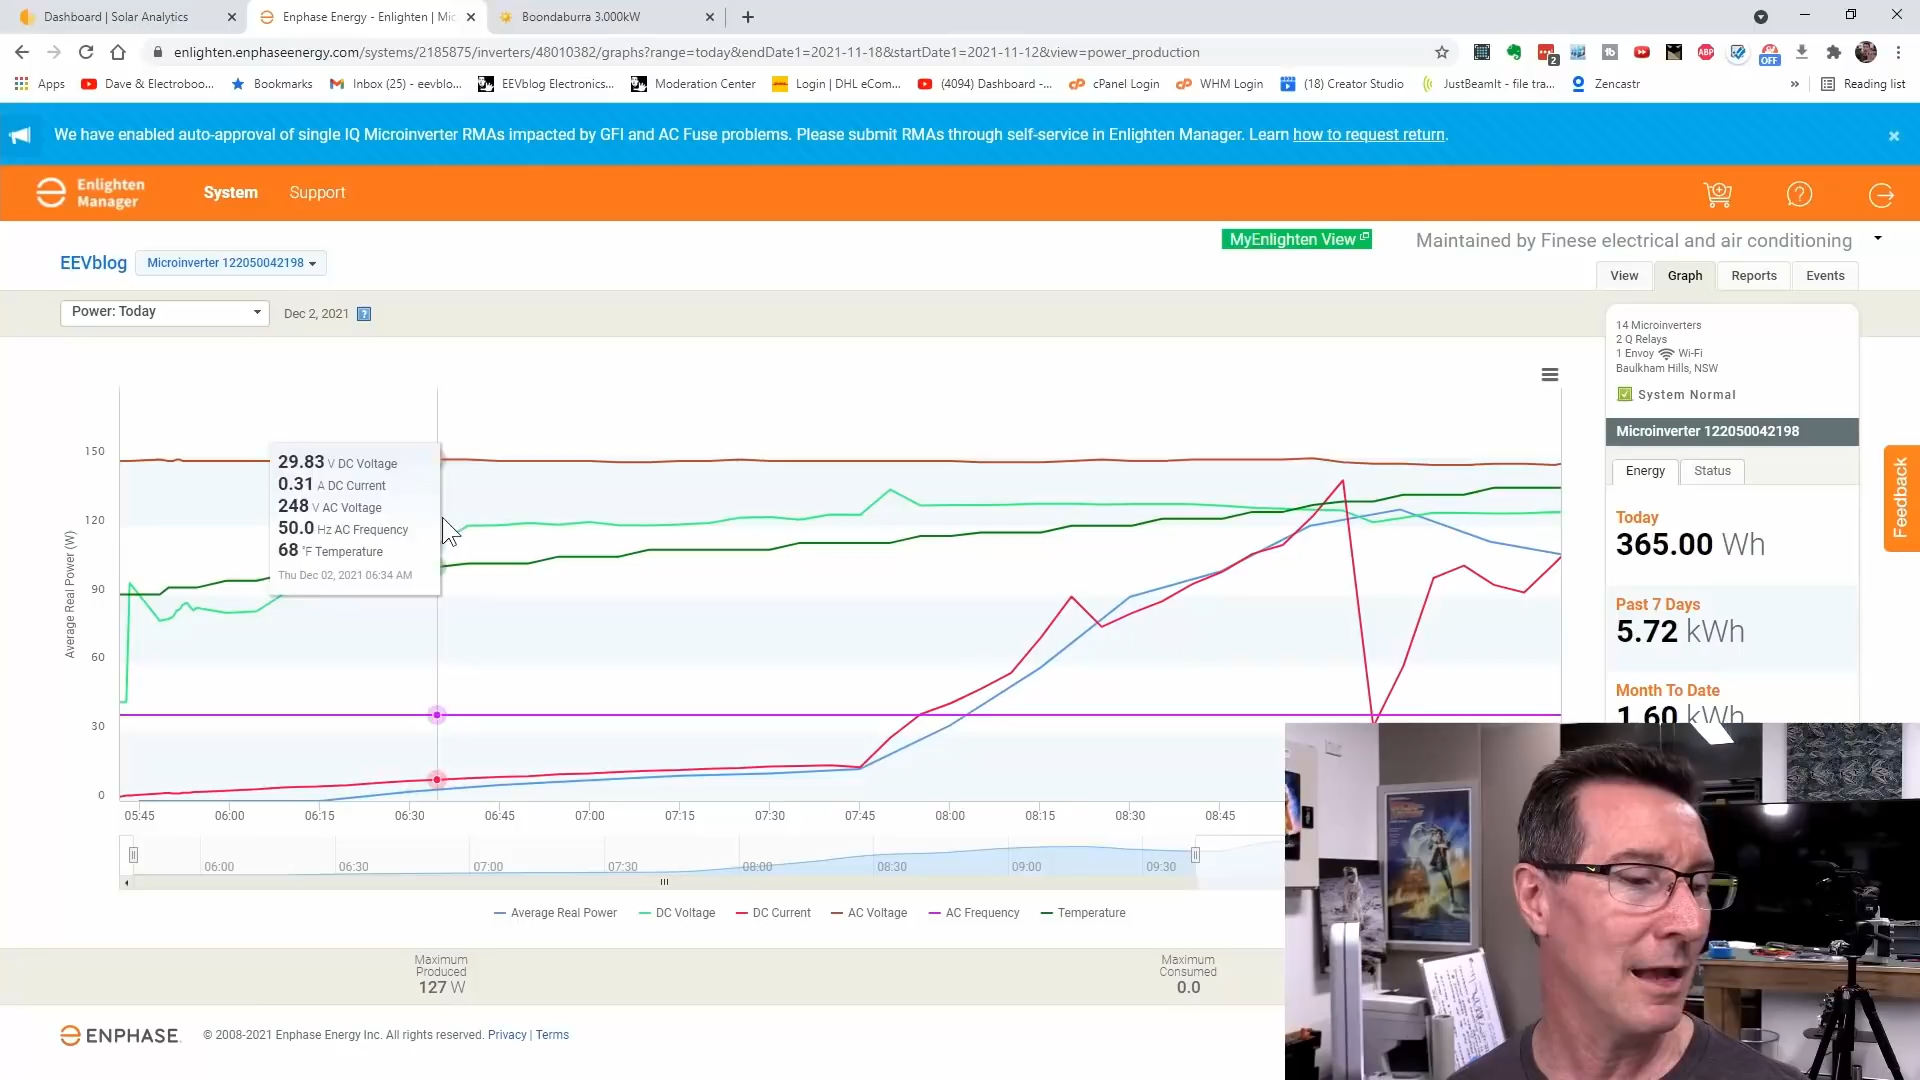 Dashboard | Solar Analytics
Enphase Energy - Enlighten | Mic
Boondaburra 3.000kW
enlighten.enphaseenergy.com/systems/2185875/inverters/48010382/graphs?range=today&endDate1=2021-11-18&startDate1=2021-11-12&view=power_production
Apps
Dave & Electroboo...
Bookmarks
Inbox (25) - eevblo...
EEVblog Electronics...
Moderation Center
Login | DHL eCom...
(4094) Dashboard -...
cPanel Login
WHM Login
(18) Creator Studio
JustBeamIt - file tra...
Zencastr
»
Reading list
2
ABP
OFF
We have enabled auto-approval of single IQ Microinverter RMAs impacted by GFI and AC Fuse problems. Please submit RMAs through self-service in Enlighten Manager. Learn how to request return.
Enlighten
Manager
System
Support
MyEnlighten View
Maintained by Finese electrical and air conditioning
EEVblog
Microinverter 122050042198
View
Graph
Reports
Events
Power: Today
Dec 2, 2021
?
14 Microinverters
2 Q Relays
1 Envoy Wi-Fi
Baulkham Hills, NSW
System Normal
Microinverter 122050042198
Energy
Status
Today
365.00 Wh
Past 7 Days
5.72 kWh
Month To Date
1.60 kWh
Feedback
Average Real Power (W)
150
120
90
60
30
0
29.83 V DC Voltage
0.31 A DC Current
248 V AC Voltage
50.0 Hz AC Frequency
68 °F Temperature
Thu Dec 02, 2021 06:34 AM
05:45
06:00
06:15
06:30
06:45
07:00
07:15
07:30
07:45
08:00
08:15
08:30
08:45
06:00
06:30
07:00
07:30
08:00
08:30
09:00
09:30
Average Real Power
DC Voltage
DC Current
AC Voltage
AC Frequency
Temperature
Maximum
Produced
127 W
Maximum
Consumed
0.0
ENPHASE
© 2008-2021 Enphase Energy Inc. All rights reserved. Privacy | Terms